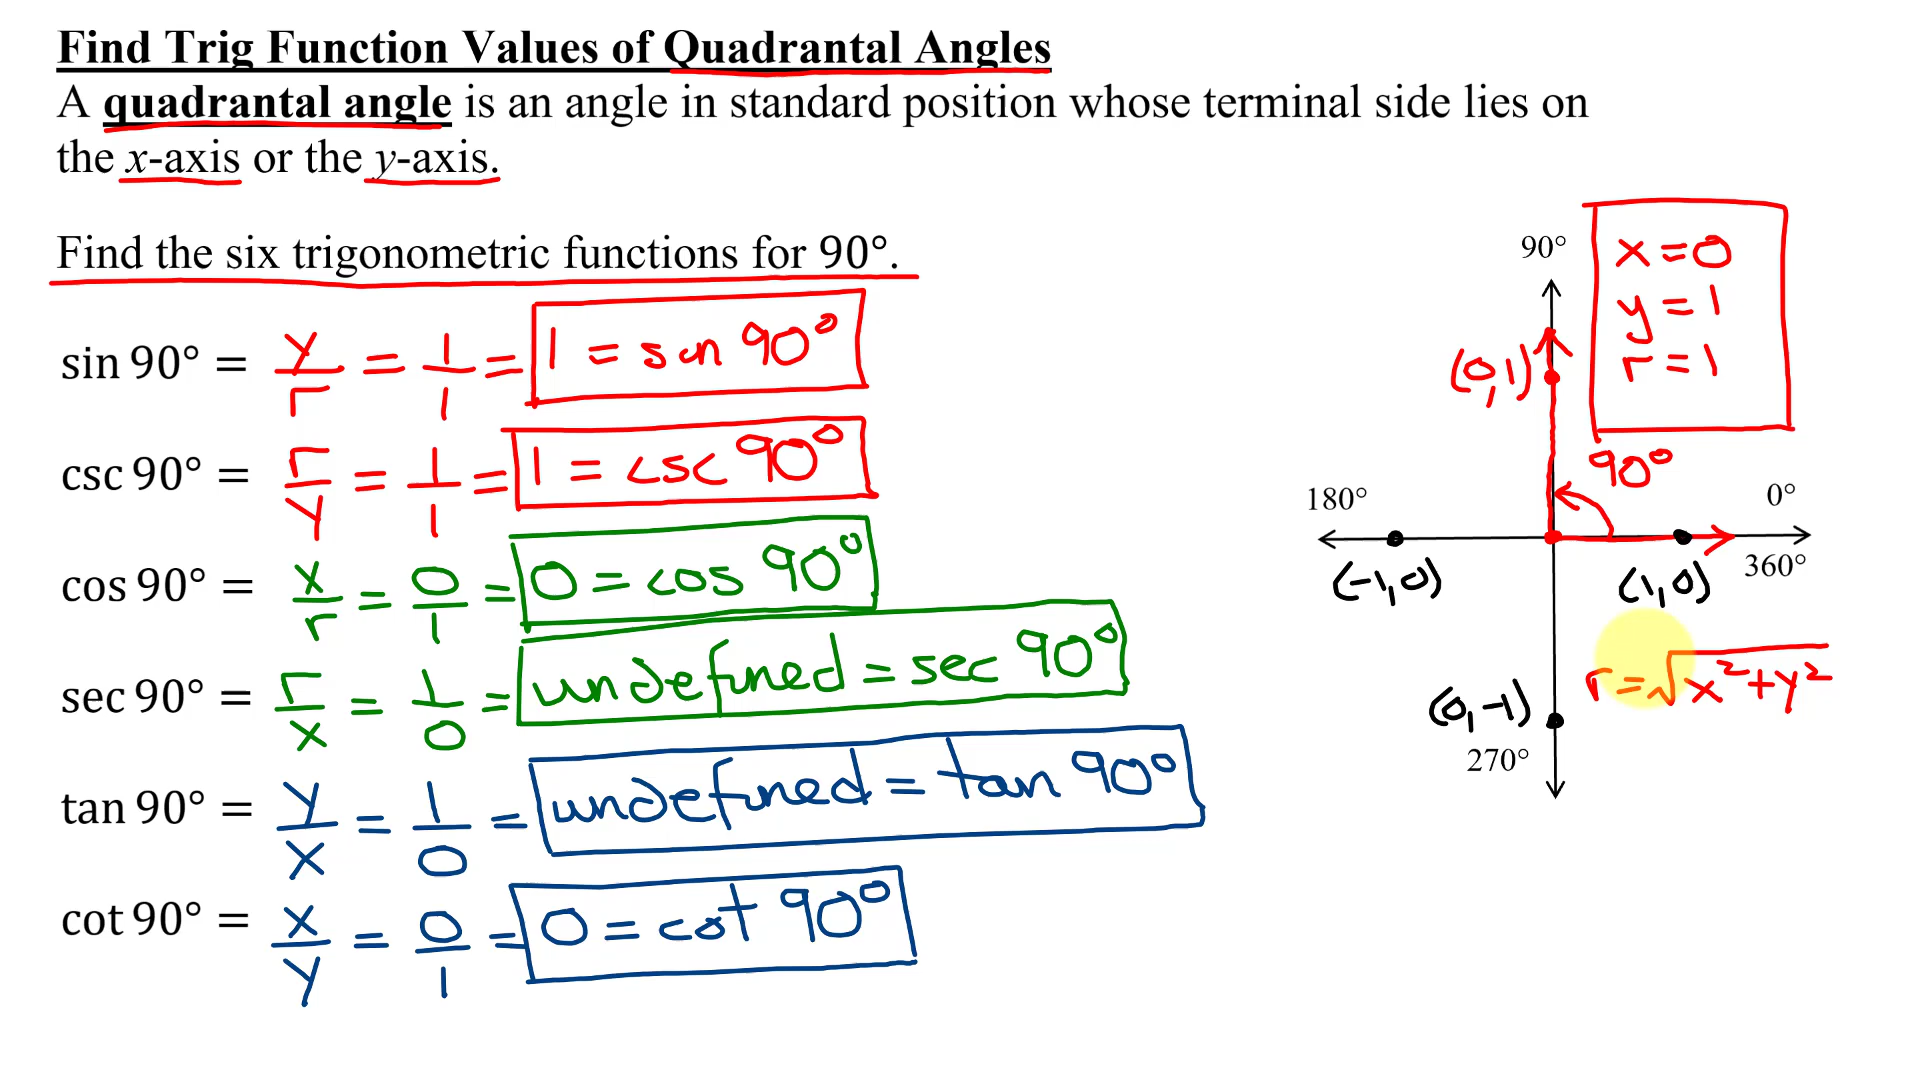 Find Trig Function Values of Quadrantal Angles
A quadrantal angle is an angle in standard position whose terminal side lies on
the x-axis or the y-axis.
Find the six trigonometric functions for 90°.
sin 90° = y/r = 1/1 = 1 = sin 90°
csc 90° = r/y = 1/1 = 1 = csc 90°
cos 90° = x/r = 0/1 = 0 = cos 90°
sec 90° = r/x = 1/0 = undefined = sec 90°
tan 90° = y/x = 1/0 = undefined = tan 90°
cot 90° = x/y = 0/1 = 0 = cot 90°
90°
x = 0
y = 1
r = 1
(0,1)
90°
180°
0°
360°
(-1,0)
(1,0)
r = √x²+y²
(0,-1)
270°